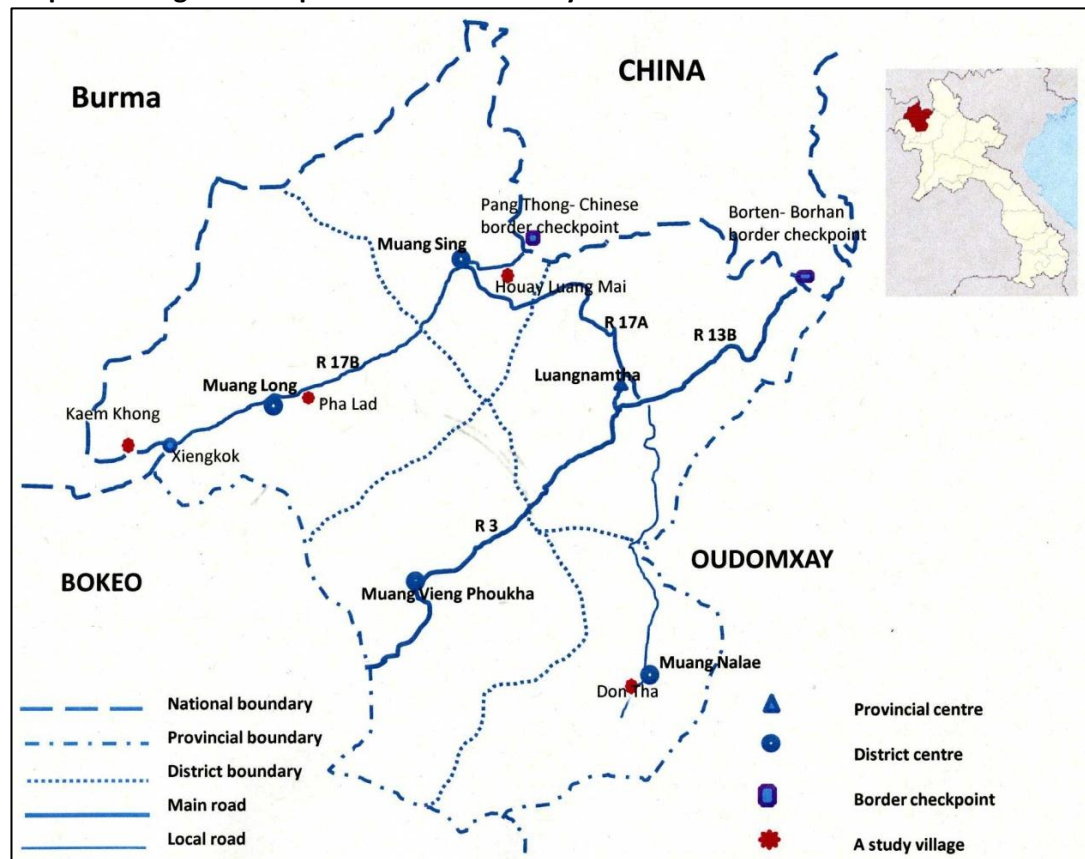 Burma
CHINA
Pang Thong- Chinese
border checkpoint
Borten- Borhan
border checkpoint
Muang Sing
Houay Luang Mai
R 17A
R 13B
R 17B
Luangnamtha
Muang Long
Pha Lad
Kaem Khong
Xiengkok
R 3
BOKEO
OUDOMXAY
Muang Vieng Phoukha
Muang Nalae
Don Tha
National boundary
Provincial boundary
District boundary
Main road
Local road
Provincial centre
District centre
Border checkpoint
A study village